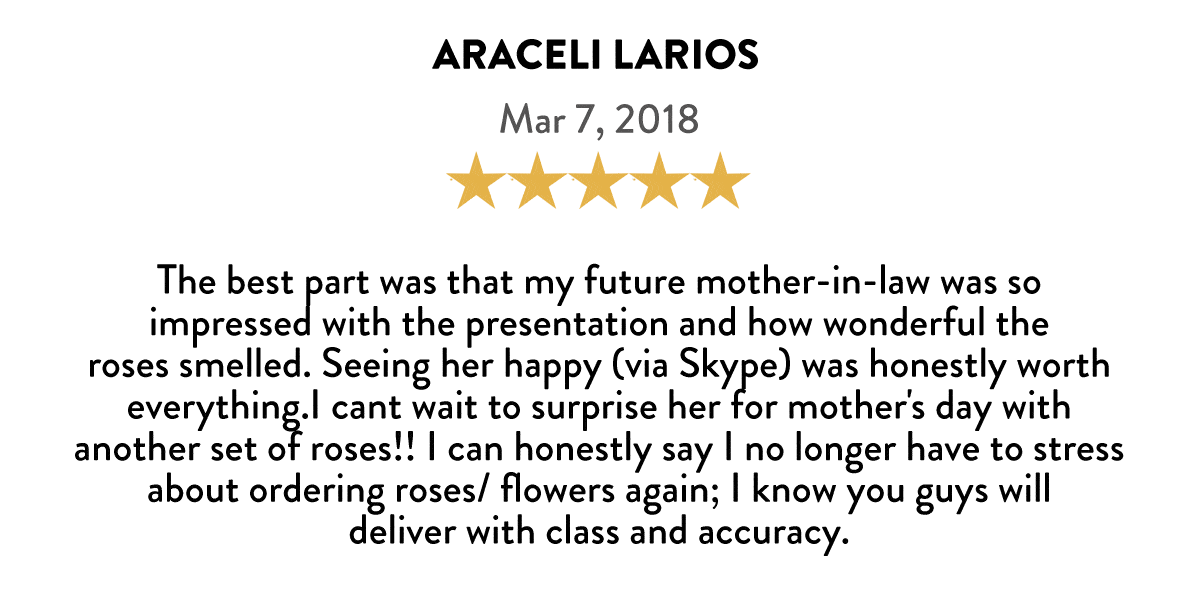 ARACELI LARIOS
Mar 7, 2018
The best part was that my future mother-in-law was so
impressed with the presentation and how wonderful the
roses smelled. Seeing her happy (via Skype) was honestly worth
everything.I cant wait to surprise her for mother's day with
another set of roses!! I can honestly say I no longer have to stress
about ordering roses/ flowers again; I know you guys will
deliver with class and accuracy.